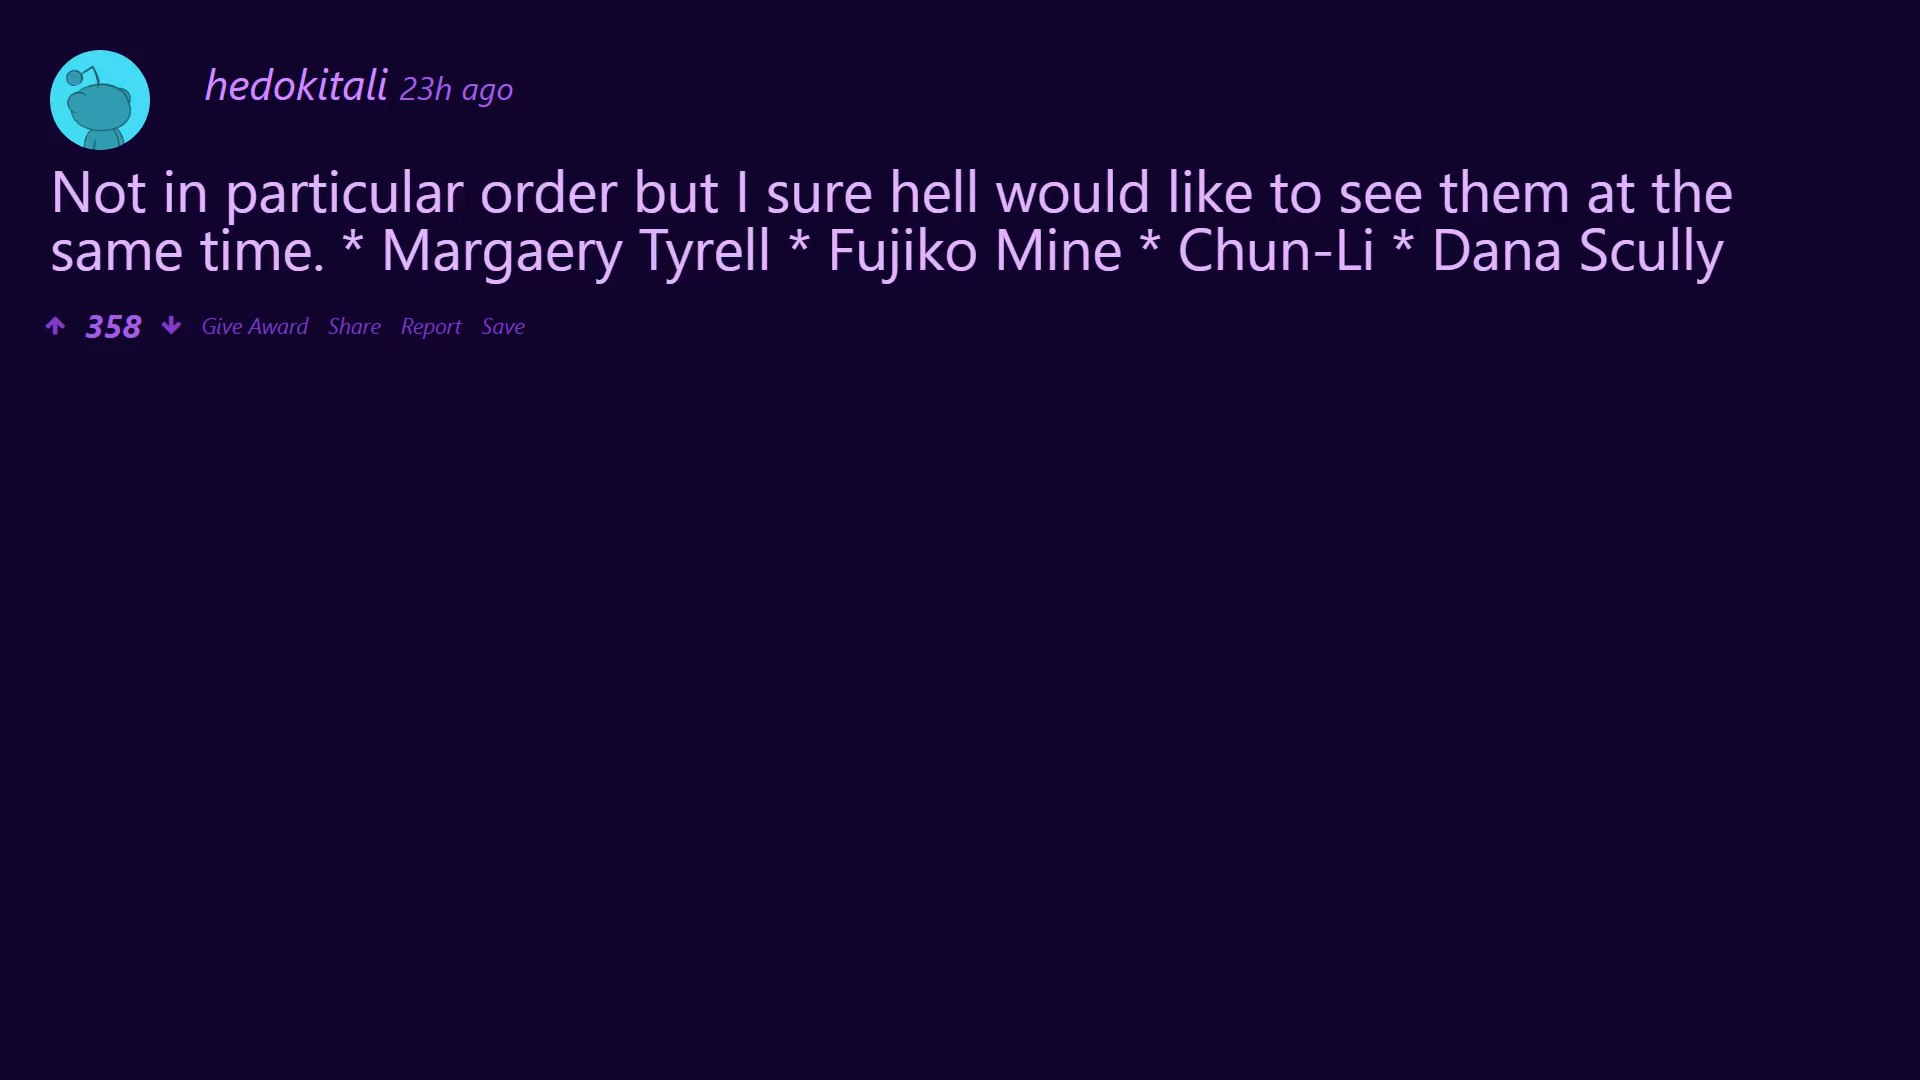 hedokitali 23h ago
Not in particular order but I sure hell would like to see them at the
same time. * Margaery Tyrell * Fujiko Mine * Chun-Li * Dana Scully
358 Give Award Share Report Save